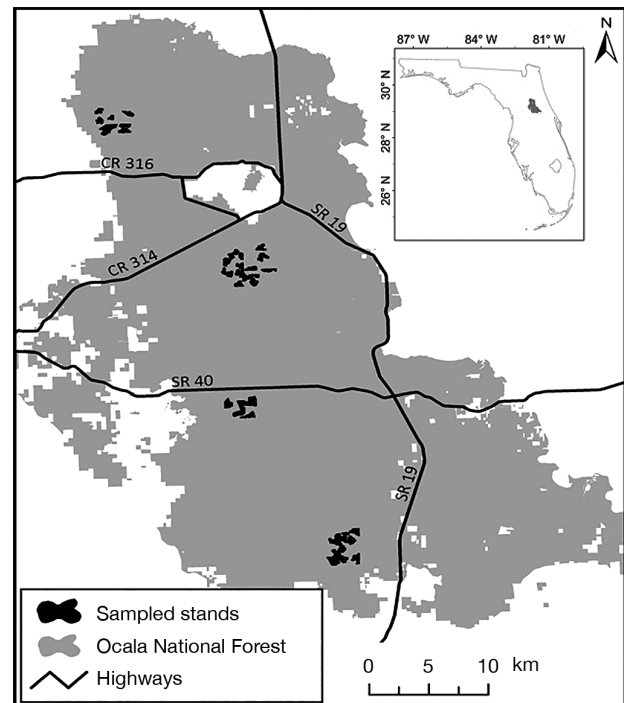 N
87° W 84° W 81° W
30° N
28° N
26° N
CR 316
SR 19
CR 314
SR 40
SR 19
Sampled stands
Ocala National Forest
Highways
0 5 10 km